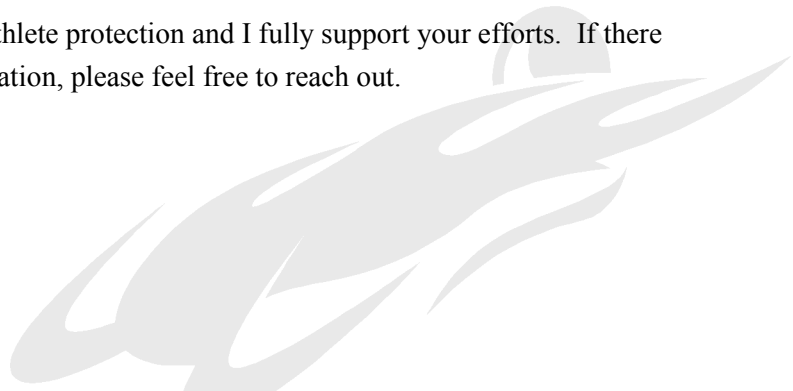 thlete protection and I fully support your efforts.  If there
ation, please feel free to reach out.